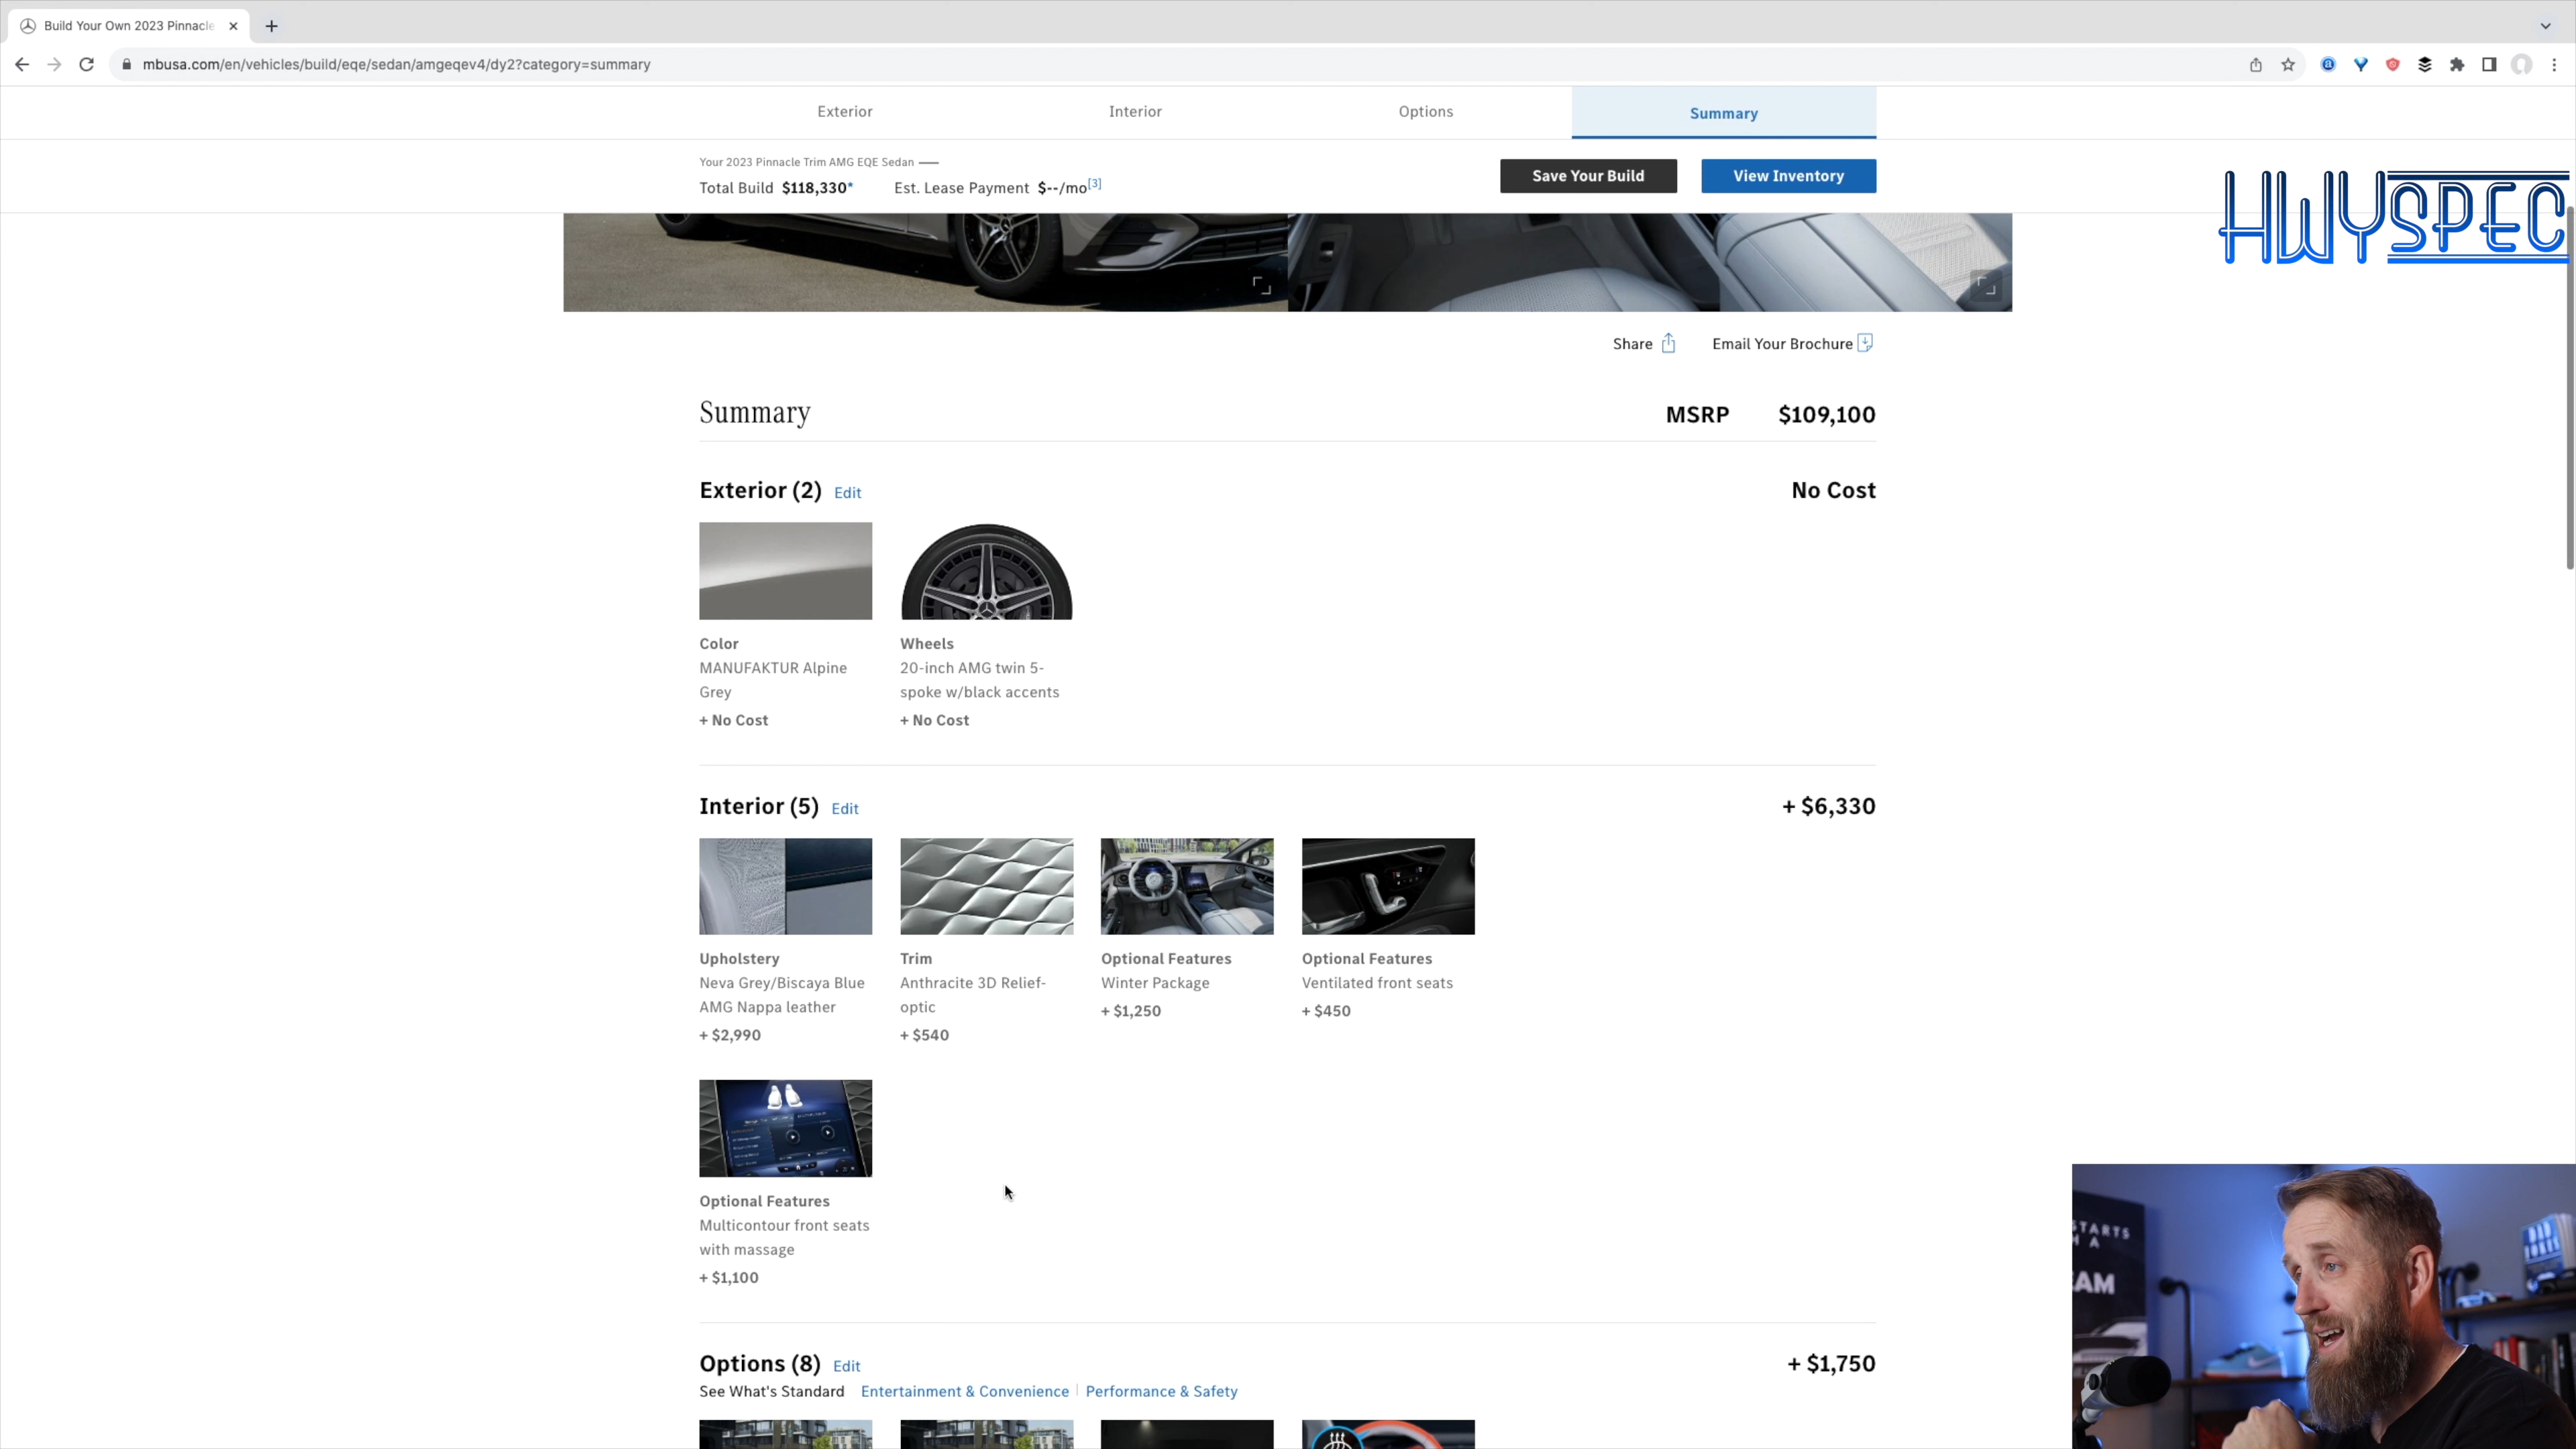 Build Your Own 2023 Pinnacle
mbusa.com/en/vehicles/build/eqe/sedan/amgeqev4/dy2?category=summary
Exterior
Interior
Options
Summary
Your 2023 Pinnacle Trim AMG EQE Sedan
Total Build $118,330*
Est. Lease Payment $--/mo[3]
Save Your Build
View Inventory
HWYSPEC
Share
Email Your Brochure
Summary
MSRP $109,100
Exterior (2) Edit
No Cost
Color
MANUFAKTUR Alpine
Grey
+ No Cost
Wheels
20-inch AMG twin 5-
spoke w/black accents
+ No Cost
Interior (5) Edit
+ $6,330
Upholstery
Neva Grey/Biscaya Blue
AMG Nappa leather
+ $2,990
Trim
Anthracite 3D Relief-
optic
+ $540
Optional Features
Winter Package
+ $1,250
Optional Features
Ventilated front seats
+ $450
Optional Features
Multicontour front seats
with massage
+ $1,100
Options (8) Edit
+ $1,750
See What's Standard
Entertainment & Convenience
Performance & Safety
STARTS
H A
EAM